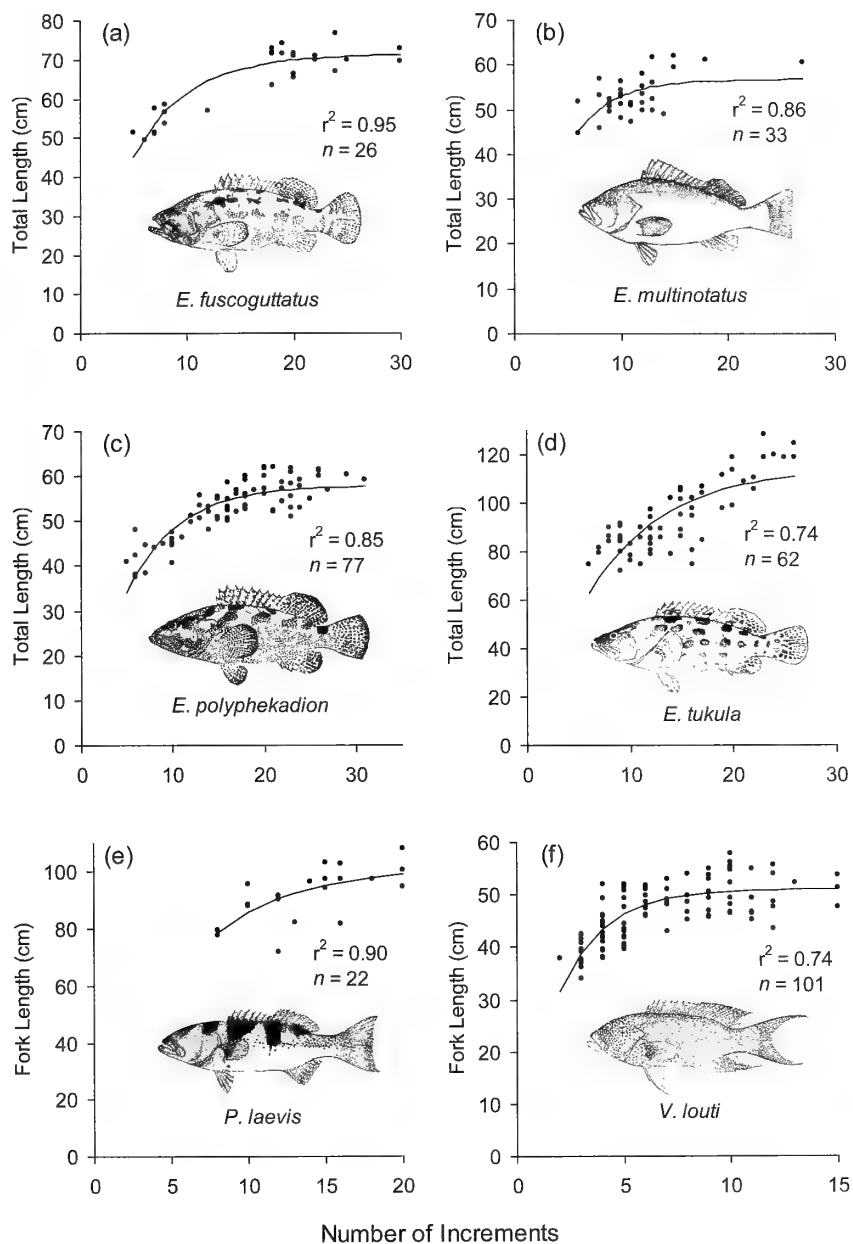 (a)
Total Length (cm)
80
70
60
50
40
30
20
10
0
r² = 0.95
n = 26
E. fuscoguttatus
0 10 20 30
(b)
Total Length (cm)
70
60
50
40
30
20
10
0
r² = 0.86
n = 33
E. multinotatus
0 10 20 30
(c)
Total Length (cm)
70
60
50
40
30
20
10
0
r² = 0.85
n = 77
E. polyphekadion
0 10 20 30
(d)
Total Length (cm)
120
100
80
60
40
20
0
r² = 0.74
n = 62
E. tukula
0 10 20 30
(e)
Fork Length (cm)
100
80
60
40
20
0
r² = 0.90
n = 22
P. laevis
0 5 10 15 20
(f)
Fork Length (cm)
60
50
40
30
20
10
0
r² = 0.74
n = 101
V. louti
0 5 10 15
Number of Increments